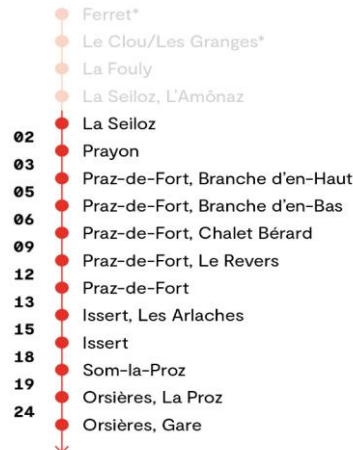 Ferret*
Le Clou/Les Granges*
La Fouly
La Seiloz, L'Amônaz
La Seiloz
02
Prayon
03
Praz-de-Fort, Branche d'en-Haut
05
Praz-de-Fort, Branche d'en-Bas
06
Praz-de-Fort, Chalet Bérard
09
Praz-de-Fort, Le Revers
12
Praz-de-Fort
13
Issert, Les Arlaches
15
Issert
18
Som-la-Proz
19
Orsières, La Proz
24
Orsières, Gare